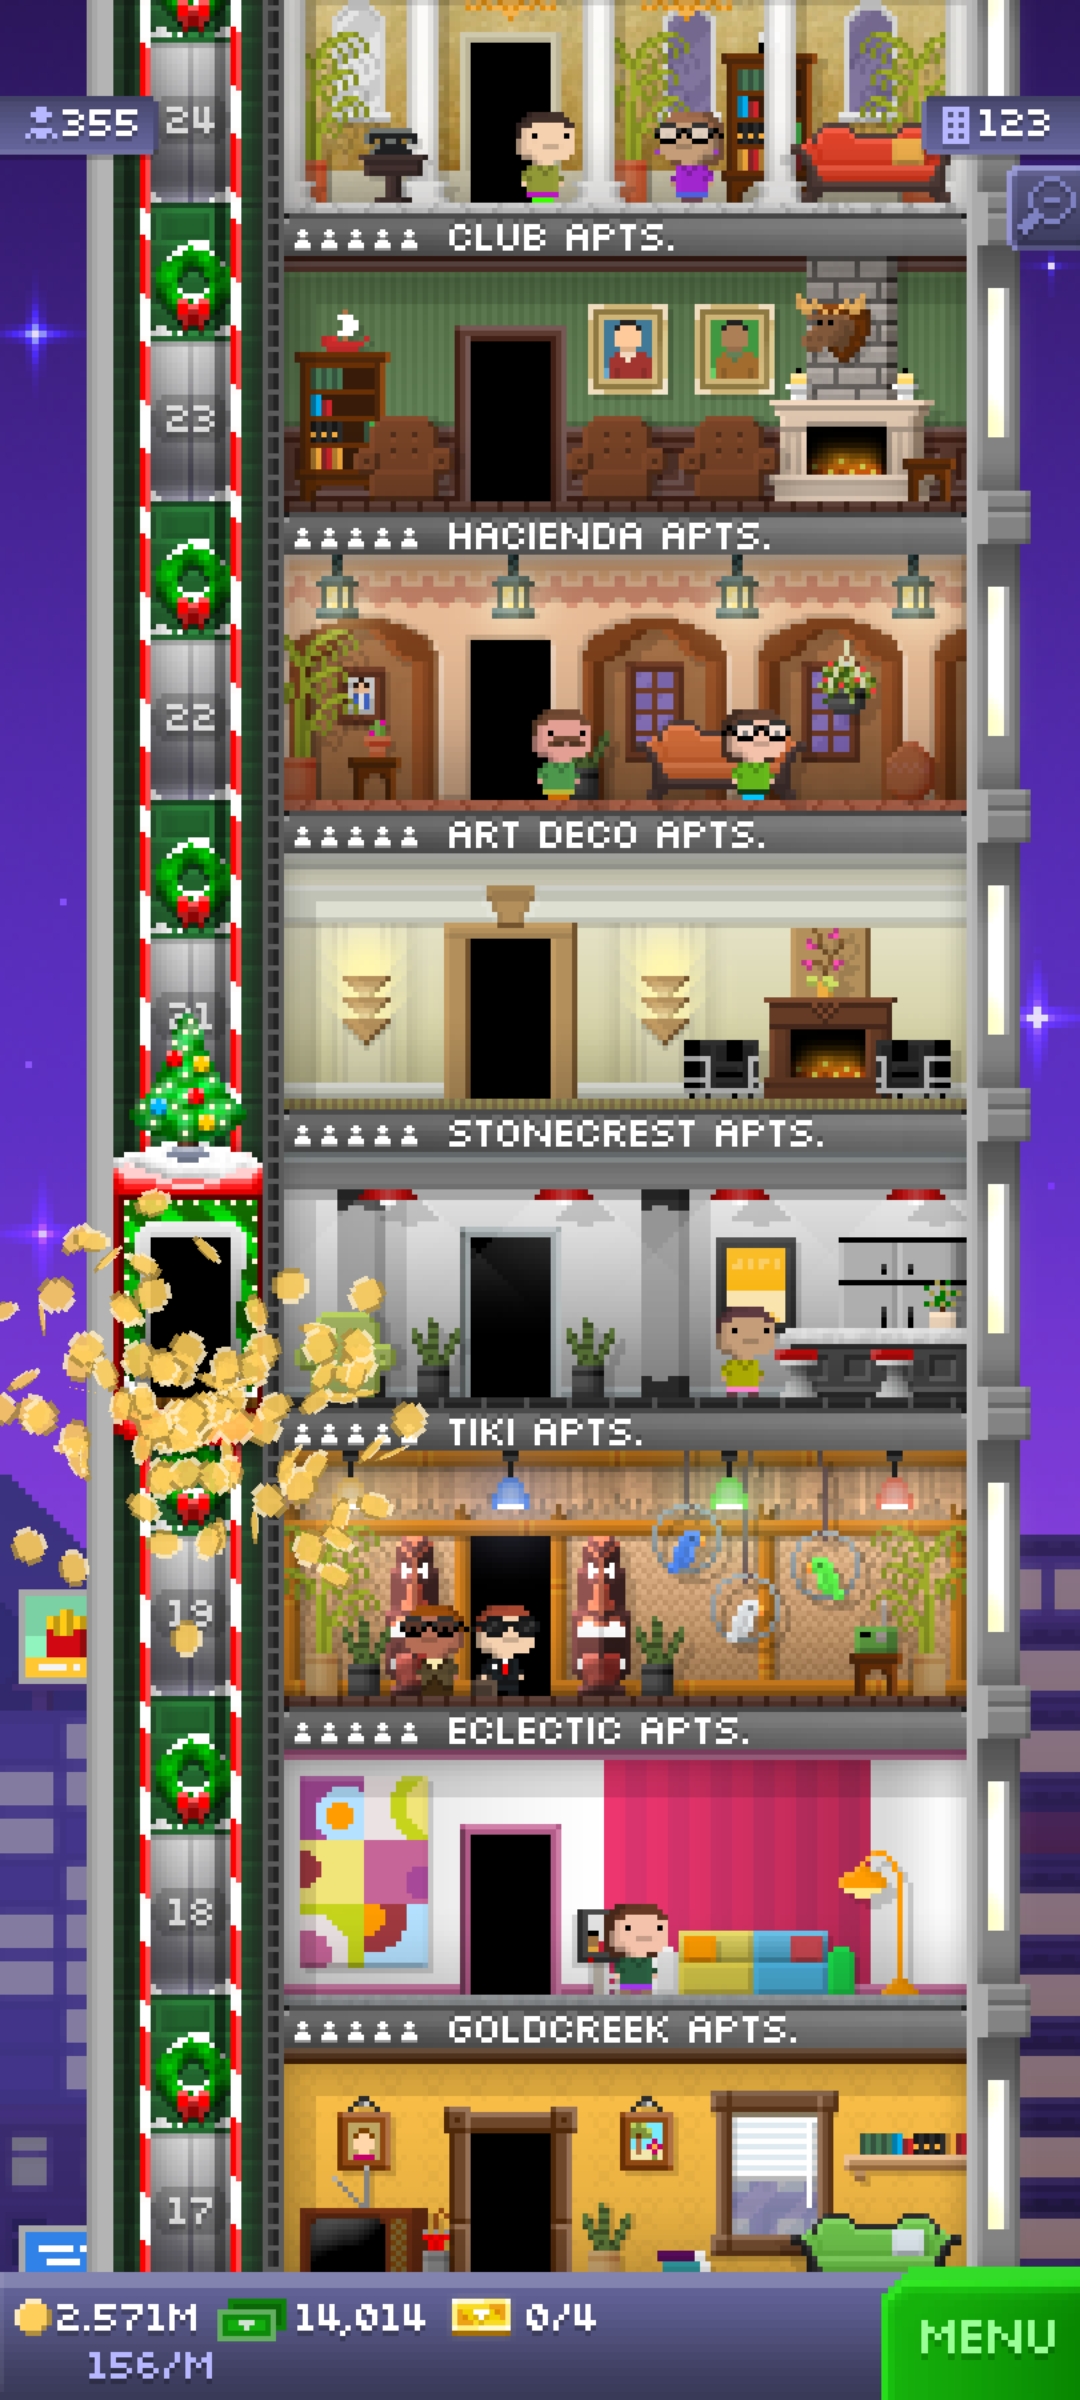 24
355
123
CLUB APTS.
23
HACIENDA APTS.
22
ART DECO APTS.
21
STONECREST APTS.
TIKI APTS.
19
ECLECTIC APTS.
18
GOLDCREEK APTS.
17
2.571M 14,014 0/4
156/M
MENU